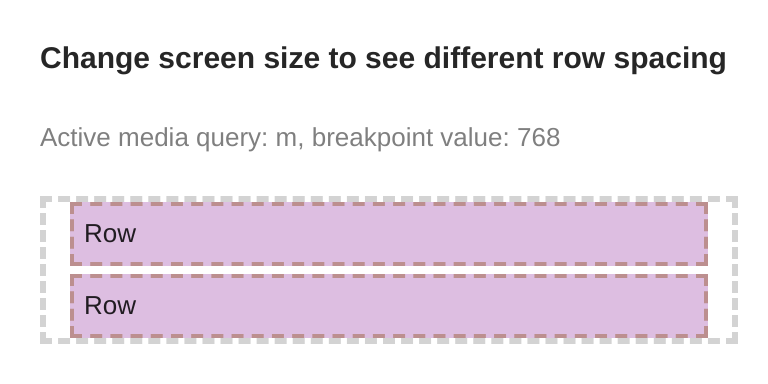 Change screen size to see different row spacing
Active media query: m, breakpoint value: 768
Row
Row